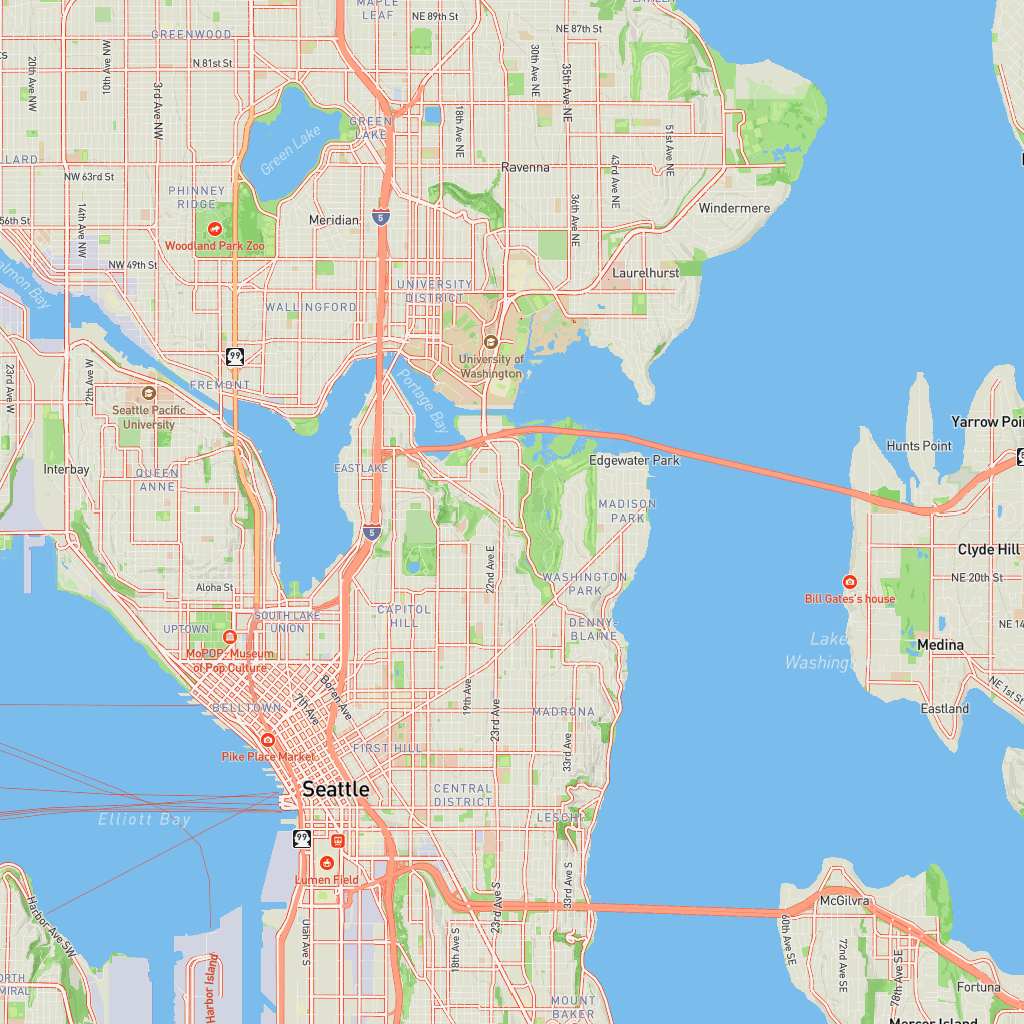 MAPLE
LEAF
NE 89th St
NE 87th St
GREENWOOD
N 81st St
20th Ave NW
10th Ave NW
3rd Ave NW
30th Ave NE
35th Ave NE
18th Ave NE
GREEN
LAKE
Green Lake
51st Ave NE
43rd Ave NE
Ravenna
NW 63rd St
PHINNEY
RIDGE
14th Ave NW
56th St
Meridian
5
36th Ave NE
Windermere
Woodland Park Zoo
NW 49th St
Laurelhurst
UNIVERSITY
DISTRICT
WALLINGFORD
University of
Washington
99
FREMONT
Portage Bay
23rd Ave W
12th Ave W
Seattle Pacific
University
Interbay
QUEEN
ANNE
EASTLAKE
Edgewater Park
Hunts Point
MADISON
PARK
5
22nd Ave E
Clyde Hill
NE 20th St
Bill Gates's house
WASHINGTON
PARK
Aloha St
SOUTH LAKE
UNION
UPTOWN
CAPITOL
HILL
DENNY-
BLAINE
MoPOP: Museum
of Pop Culture
Lake
Washington
Medina
NE 1st St
Eastland
BELLTOWN
7th Ave
Boren Ave
19th Ave
23rd Ave
MADRONA
33rd Ave
FIRST HILL
Pike Place Market
Seattle
CENTRAL
DISTRICT
Elliott Bay
LESCHI
99
Lumen Field
33rd Ave S
23rd Ave S
18th Ave S
Utah Ave S
Harbor Ave SW
Harbor Island
McGilvra
60th Ave SE
72nd Ave SE
78th Ave SE
Fortuna
MOUNT
BAKER